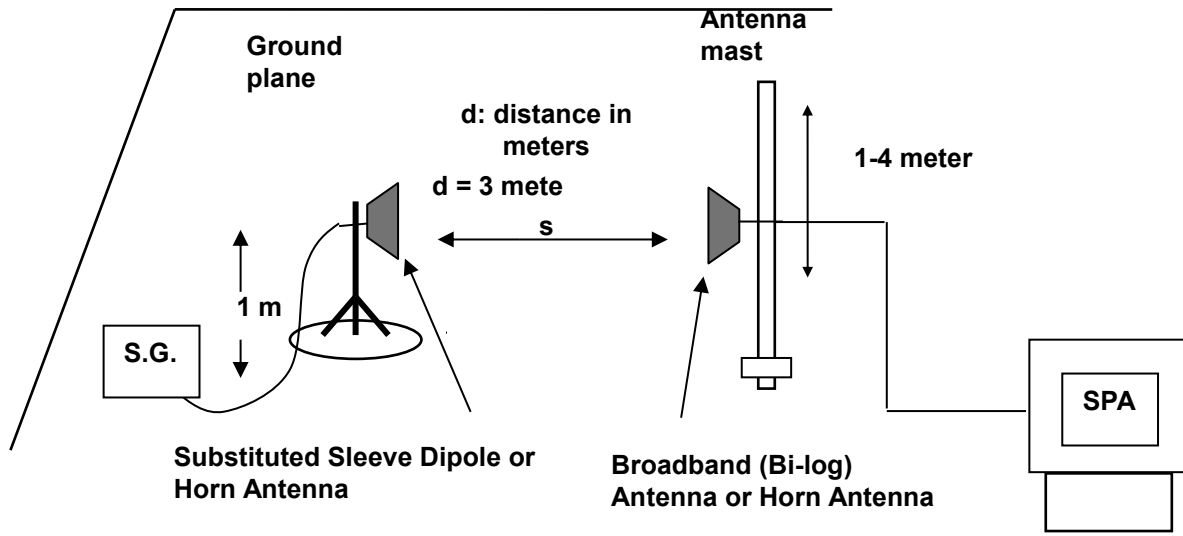 Antenna
mast
Ground
plane
d: distance in
meters
d = 3 mete
s
1-4 meter
1 m
S.G.
SPA
Substituted Sleeve Dipole or
Horn Antenna
Broadband (Bi-log)
Antenna or Horn Antenna